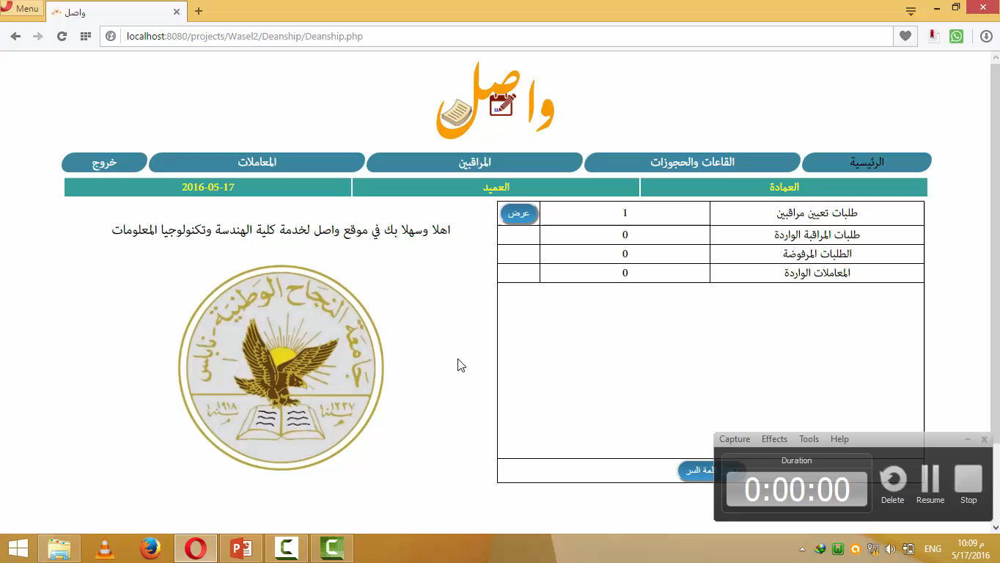 Menu
واصل
localhost:8080/projects/Wasel2/Deanship/Deanship.php
واصل
الرئيسية القاعات والحجوزات المراقبين المعاملات خروج
العمادة العميد 2016-05-17
طلبات تعيين مراقبين 1 عرض
طلبات المراقبة الواردة 0
الطلبات المرفوضة 0
المعاملات الواردة 0
اهلا وسهلا بك في موقع واصل لخدمة كلية الهندسة وتكنولوجيا المعلومات
جامعة النجاح الوطنية - نابلس
سنة ١٣٣٧ سنة ١٩١٨
كلمة السر
Capture Effects Tools Help
Duration
0:00:00
Delete Resume Stop
ENG
10:09 م
5/17/2016